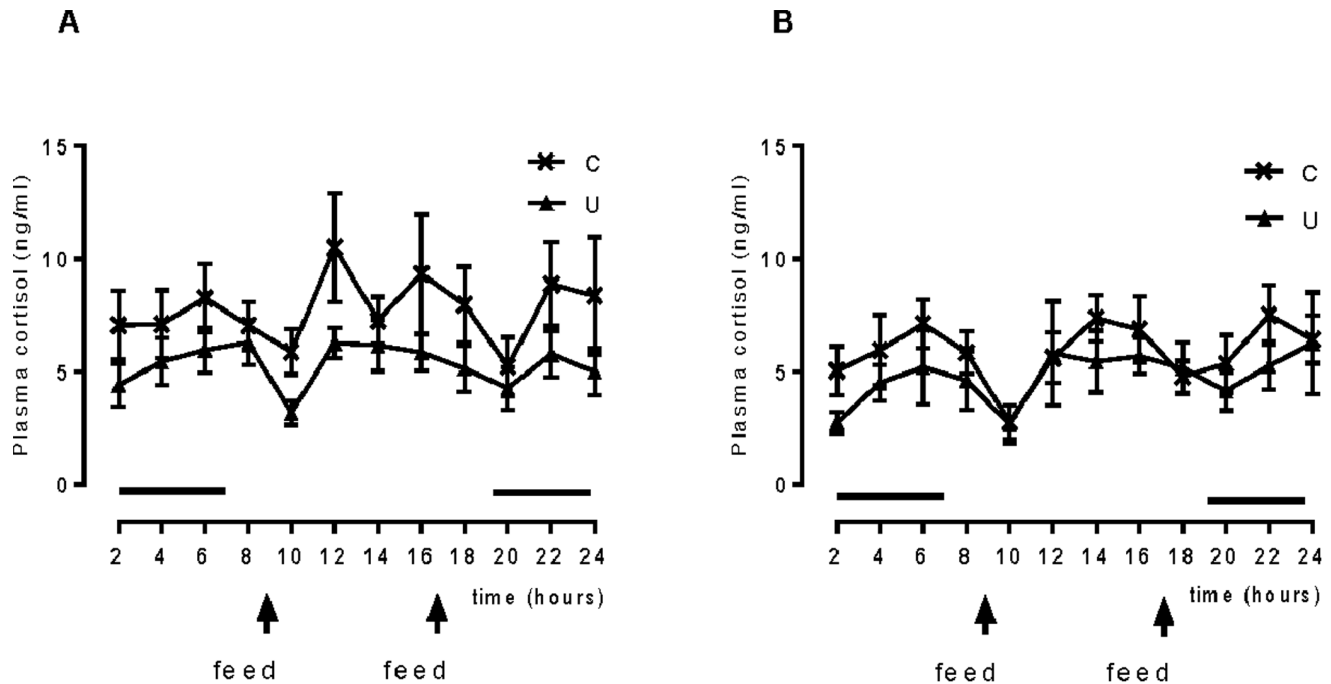 A
15
10
5
0
Plasma cortisol (ng/ml)
C
U
2 4 6 8 10 12 14 16 18 20 22 24
time (hours)
feed feed
B
15
10
5
0
Plasma cortisol (ng/ml)
C
U
2 4 6 8 10 12 14 16 18 20 22 24
time (hours)
feed feed